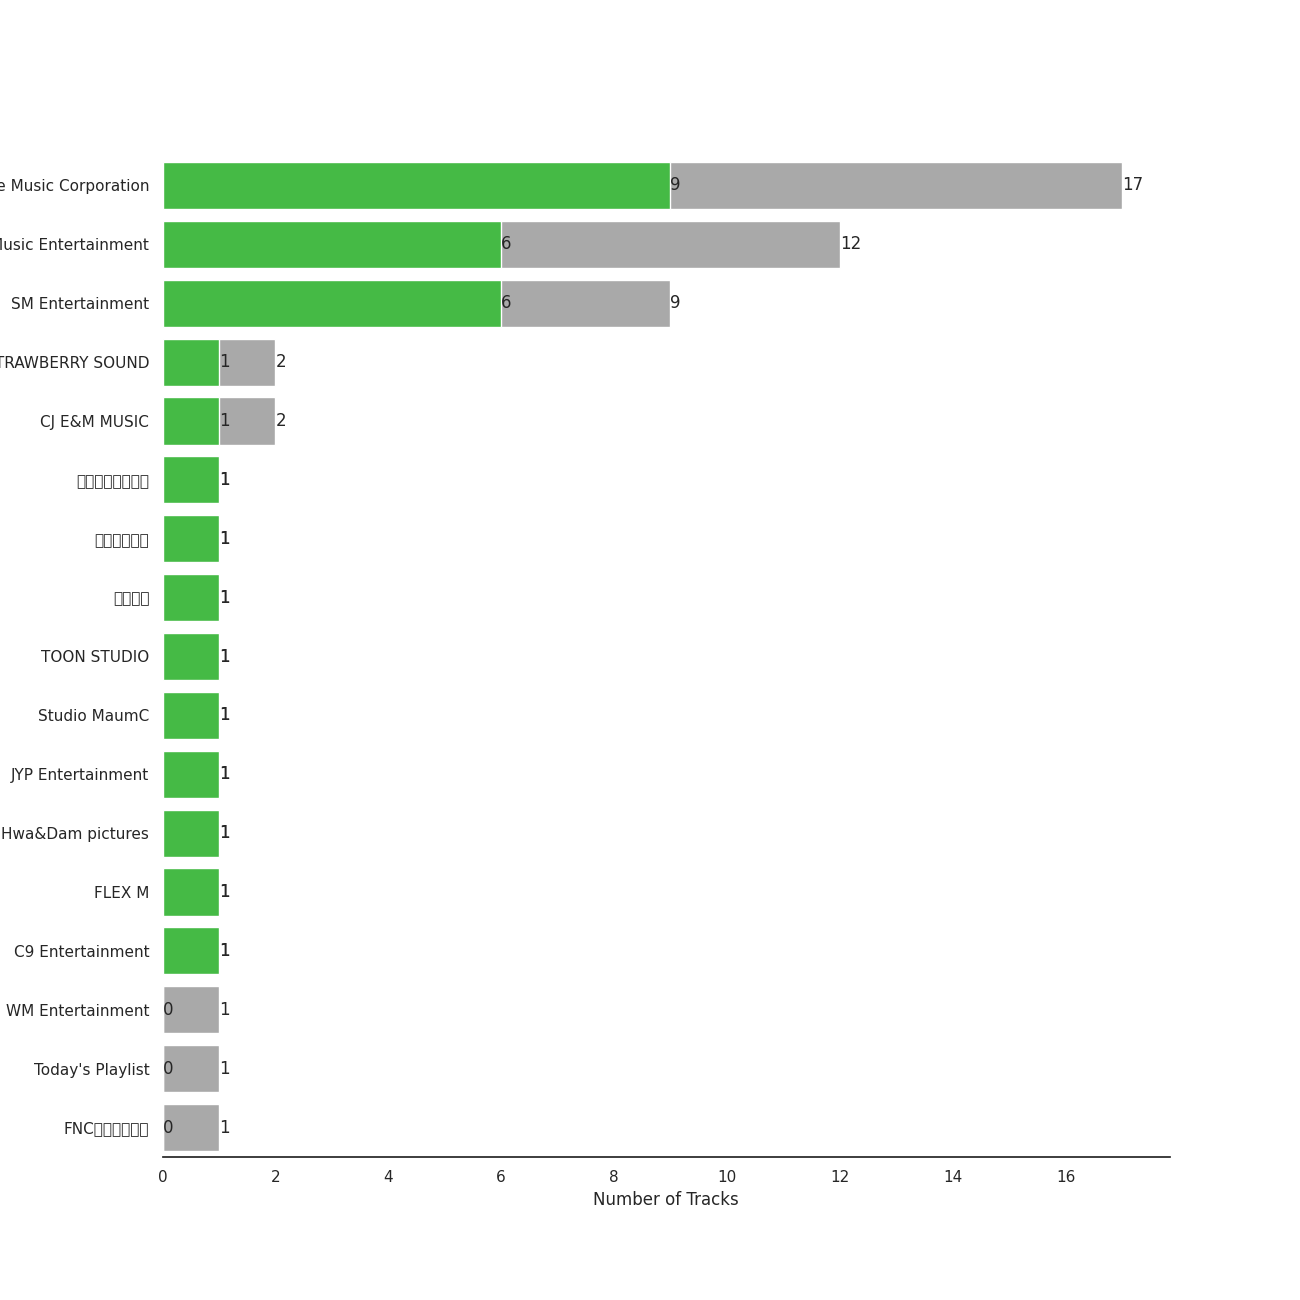 e Music Corporation
9
17
Music Entertainment
6
12
SM Entertainment
6
9
TRAWBERRY SOUND
1
2
CJ E&M MUSIC
1
2
1
1
1
TOON STUDIO
1
Studio MaumC
1
JYP Entertainment
1
Hwa&Dam pictures
1
FLEX M
1
C9 Entertainment
1
WM Entertainment
0
1
Today's Playlist
0
1
FNC
0
1
0 2 4 6 8 10 12 14 16
Number of Tracks